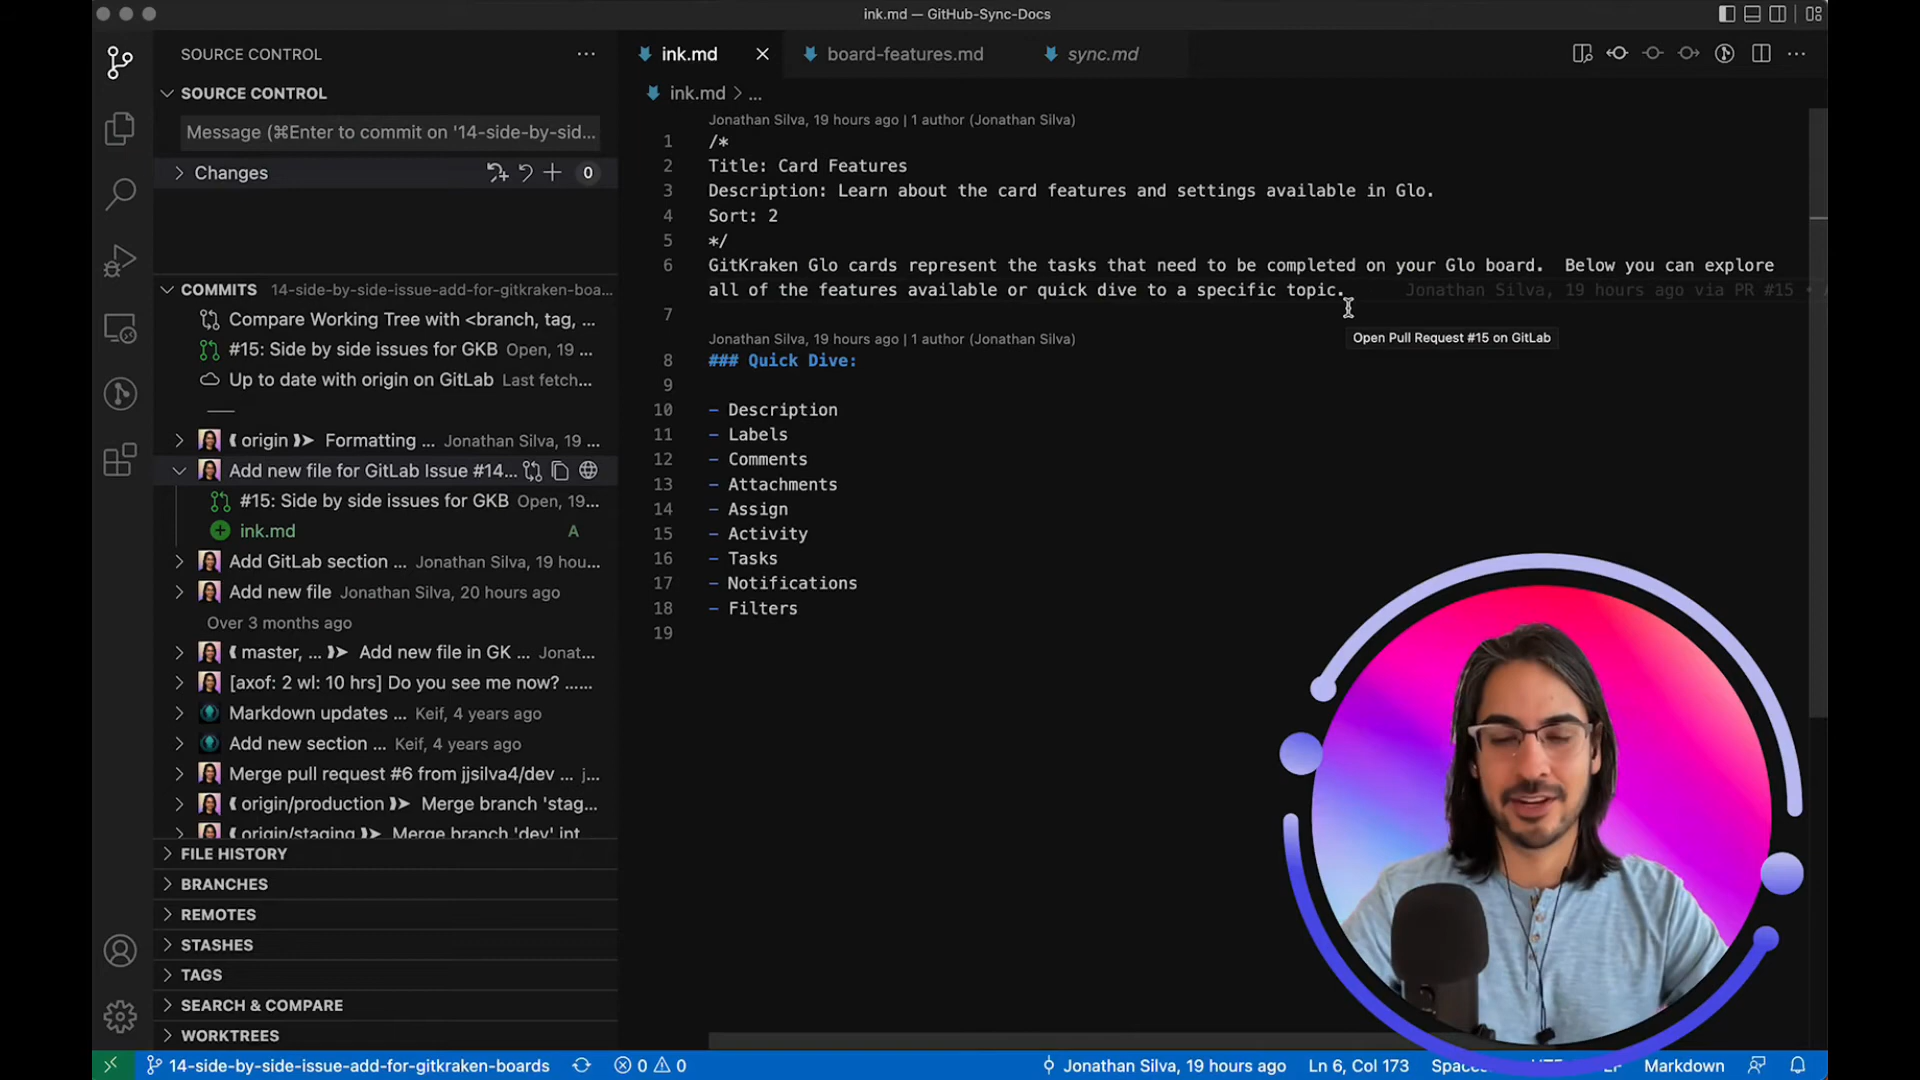 ink.md — GitHub-Sync-Docs
SOURCE CONTROL
SOURCE CONTROL
Message (⌘Enter to commit on '14-side-by-sid...
Changes
0
COMMITS 14-side-by-side-issue-add-for-gitkraken-boa...
Compare Working Tree with <branch, tag, ...
#15: Side by side issues for GKB Open, 19 ...
Up to date with origin on GitLab Last fetch...
origin Formatting ... Jonathan Silva, 19 ...
Add new file for GitLab Issue #14...
#15: Side by side issues for GKB Open, 19...
ink.md A
Add GitLab section ... Jonathan Silva, 19 hou...
Add new file Jonathan Silva, 20 hours ago
Over 3 months ago
master, ... Add new file in GK ... Jonat...
[axof: 2 wl: 10 hrs] Do you see me now? ......
Markdown updates ... Keif, 4 years ago
Add new section ... Keif, 4 years ago
Merge pull request #6 from jjsilva4/dev ... j...
origin/production Merge branch 'stag...
origin/staging Merge branch 'dev' int
FILE HISTORY
BRANCHES
REMOTES
STASHES
TAGS
SEARCH & COMPARE
WORKTREES
ink.md
board-features.md
sync.md
ink.md > ...
Jonathan Silva, 19 hours ago | 1 author (Jonathan Silva)
1 /*
2 Title: Card Features
3 Description: Learn about the card features and settings available in Glo.
4 Sort: 2
5 */
6 GitKraken Glo cards represent the tasks that need to be completed on your Glo board.  Below you can explore
all of the features available or quick dive to a specific topic. Jonathan Silva, 19 hours ago via PR #15 •
7
Open Pull Request #15 on GitLab
Jonathan Silva, 19 hours ago | 1 author (Jonathan Silva)
8 ### Quick Dive:
9
10 - Description
11 - Labels
12 - Comments
13 - Attachments
14 - Assign
15 - Activity
16 - Tasks
17 - Notifications
18 - Filters
19
14-side-by-side-issue-add-for-gitkraken-boards
0 0
Jonathan Silva, 19 hours ago
Ln 6, Col 173
Markdown